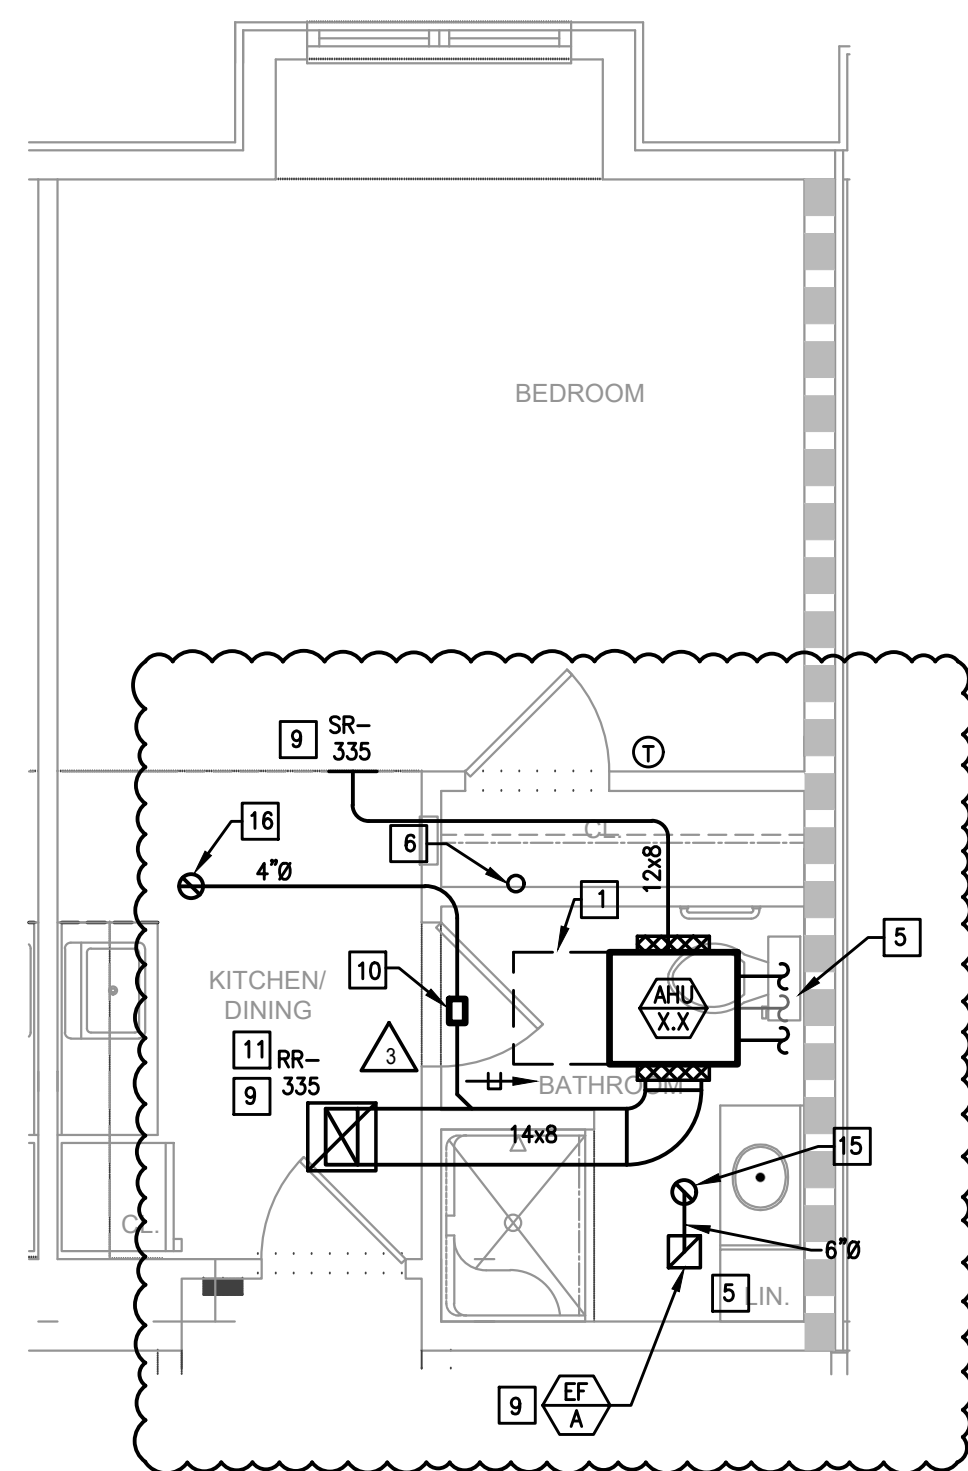 BEDROOM
9
SR-
335
T
16
6
CL.
4"Ø
12x8
1
5
10
KITCHEN/
DINING
AHU
X.X
3
11
RR-
9
335
BATHROOM
14x8
15
CL.
6"Ø
5
LIN.
9
EF
A